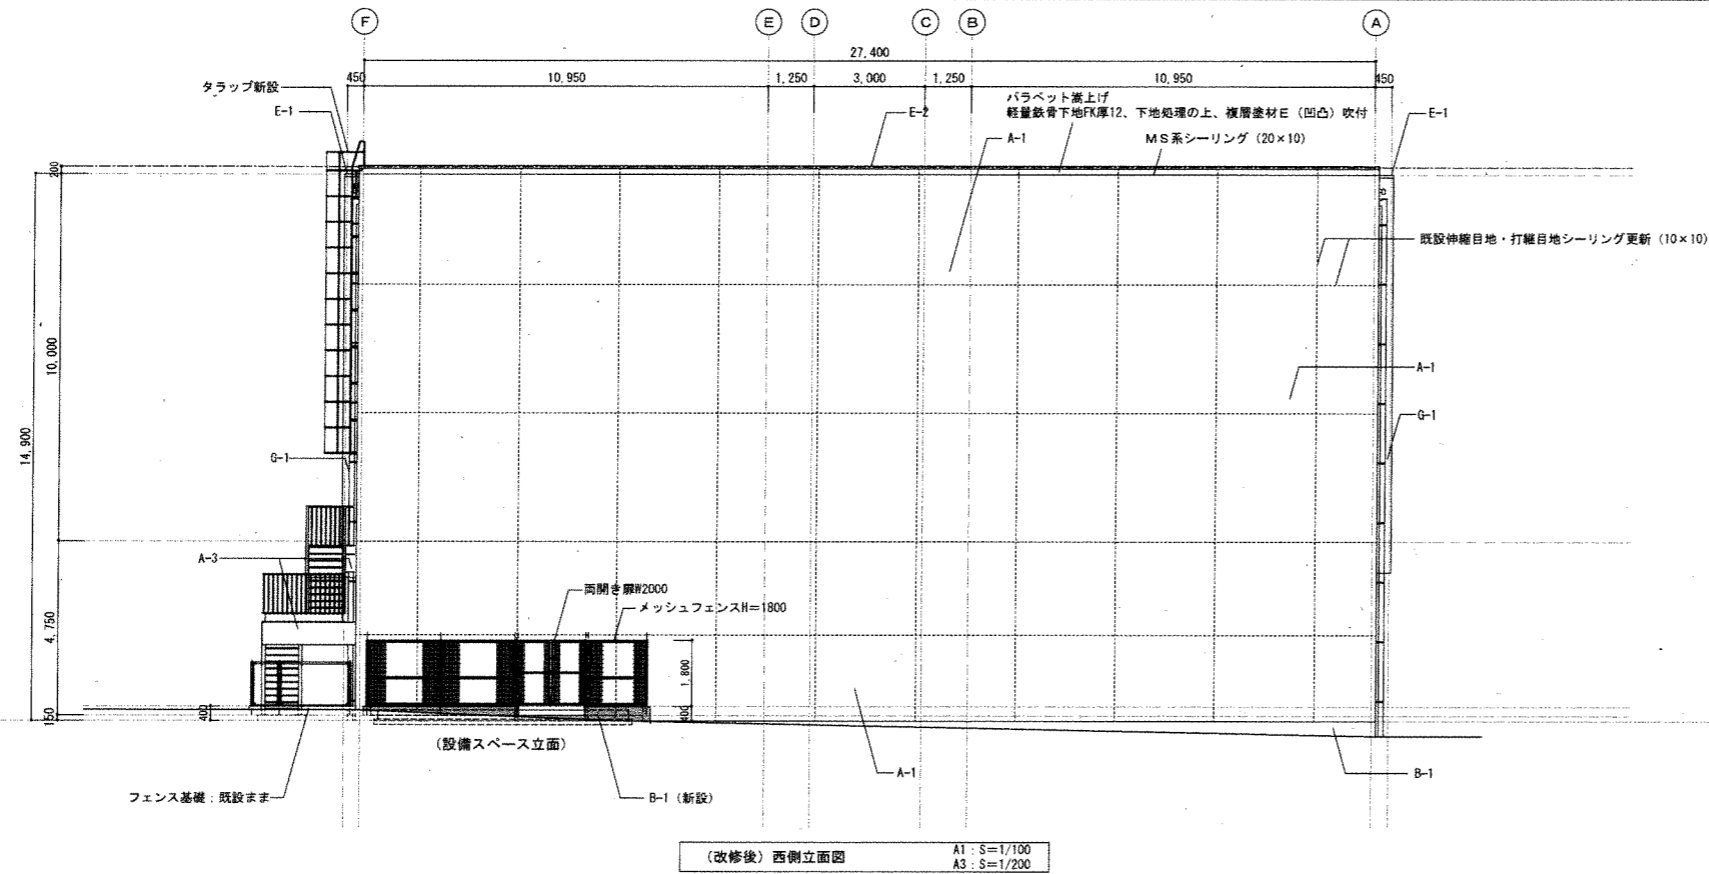 F
E
D
C
B
A
27,400
450
10,950
1,250
3,000
1,250
10,950
450
タラップ新設
E-1
E-2
パラペット嵩上げ
軽量鉄骨下地FK厚12、下地処理の上、複層塗材E（凹凸）吹付
A-1
MS系シーリング（20×10）
E-1
200
既設伸縮目地・打継目地シーリング更新（10×10）
10,000
A-1
G-1
14,900
G-1
A-3
両開き扉W2000
メッシュフェンスH=1800
4,750
1,800
150
400
400
（設備スペース立面）
A-1
B-1
フェンス基礎：既設まま
B-1（新設）
（改修後）西側立面図
A1：S=1/100
A3：S=1/200